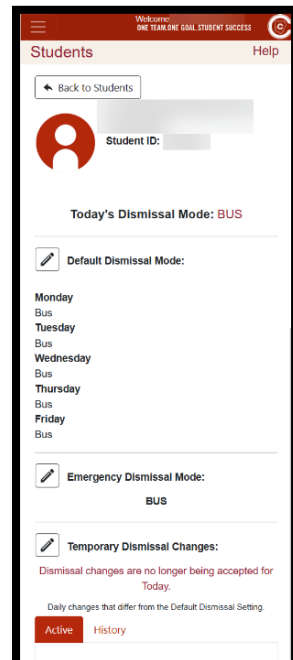 Welcome
ONE TEAM.ONE GOAL.STUDENT SUCCESS
Students
Help
Back to Students
Student ID:
Today's Dismissal Mode: BUS
Default Dismissal Mode:
Monday
Bus
Tuesday
Bus
Wednesday
Bus
Thursday
Bus
Friday
Bus
Emergency Dismissal Mode:
BUS
Temporary Dismissal Changes:
Dismissal changes are no longer being accepted for
Today.
Daily changes that differ from the Default Dismissal Setting.
Active
History